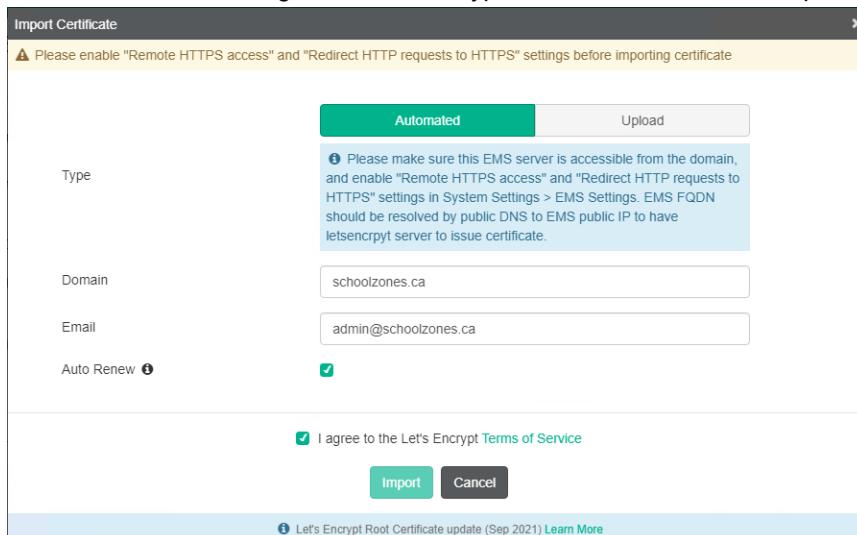 Import Certificate
Please enable "Remote HTTPS access" and "Redirect HTTP requests to HTTPS" settings before importing certificate
Automated Upload
Type
Please make sure this EMS server is accessible from the domain,
and enable "Remote HTTPS access" and "Redirect HTTP requests to
HTTPS" settings in System Settings > EMS Settings. EMS FQDN
should be resolved by public DNS to EMS public IP to have
letsencrpyt server to issue certificate.
Domain schoolzones.ca
Email admin@schoolzones.ca
Auto Renew
I agree to the Let's Encrypt Terms of Service
Import Cancel
Let's Encrypt Root Certificate update (Sep 2021) Learn More